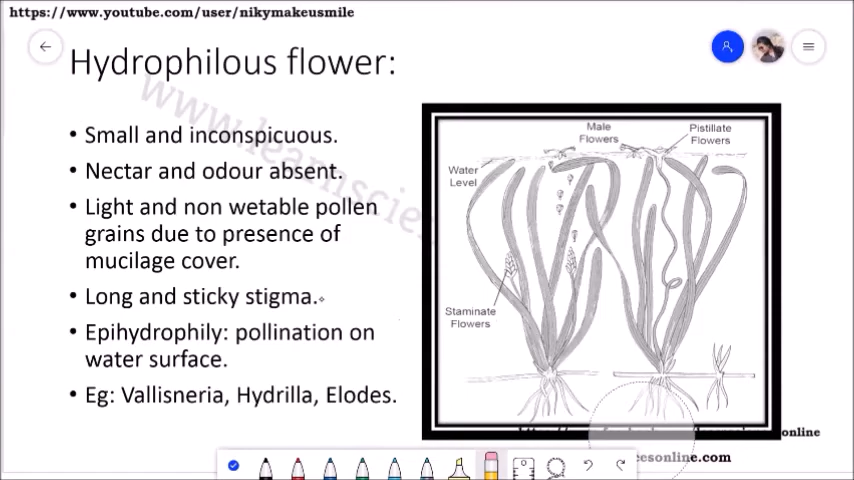 https://www.youtube.com/user/nikymakeusmile
Hydrophilous flower:
• Small and inconspicuous.
• Nectar and odour absent.
• Light and non wetable pollen
grains due to presence of
mucilage cover.
• Long and sticky stigma.
• Epihydrophily: pollination on
water surface.
• Eg: Vallisneria, Hydrilla, Elodes.
Male
Flowers
Pistillate
Flowers
Water
Level
Staminate
Flowers
online
cesonline.com